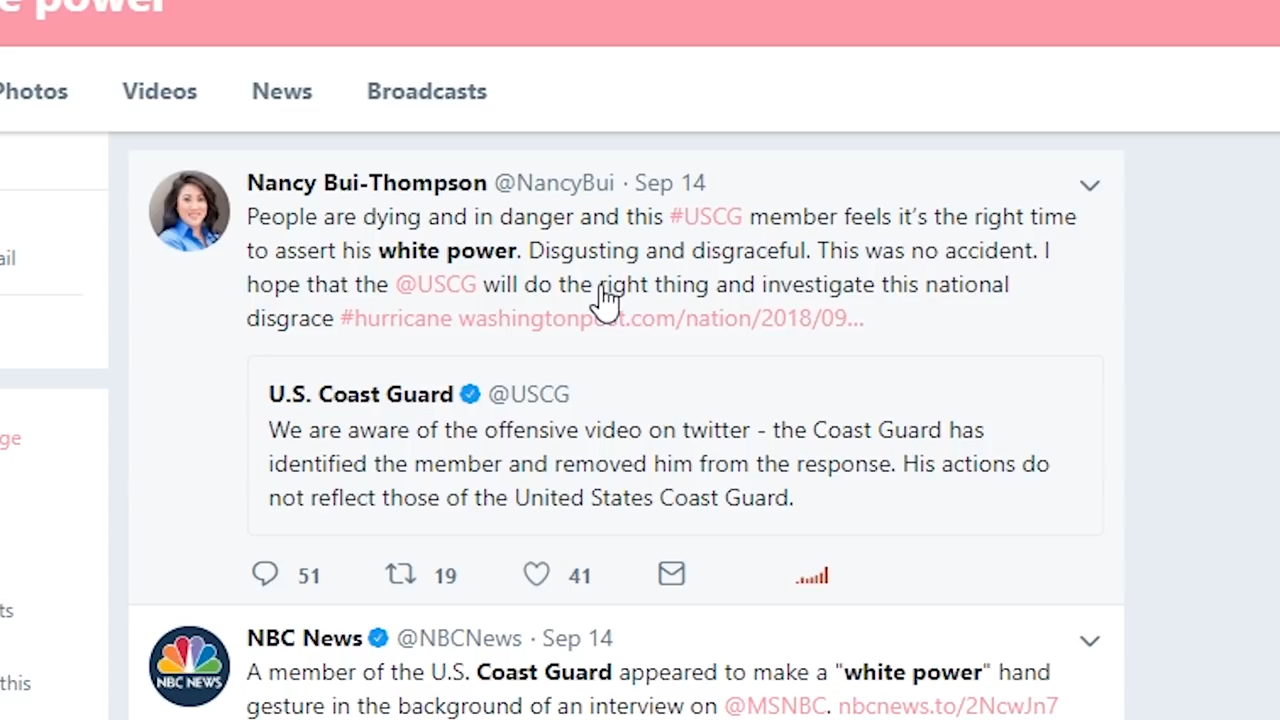 e power
Photos Videos News Broadcasts
Nancy Bui-Thompson @NancyBui · Sep 14
People are dying and in danger and this #USCG member feels it’s the right time
to assert his white power. Disgusting and disgraceful. This was no accident. I
ail
hope that the @USCG will do the right thing and investigate this national
disgrace #hurricane washingtonpost.com/nation/2018/09...
U.S. Coast Guard @USCG
We are aware of the offensive video on twitter - the Coast Guard has
ge
identified the member and removed him from the response. His actions do
not reflect those of the United States Coast Guard.
51 19 41
ts
NBC News @NBCNews · Sep 14
A member of the U.S. Coast Guard appeared to make a "white power" hand
this
NBC NEWS
gesture in the background of an interview on @MSNBC. nbcnews.to/2NcwJn7